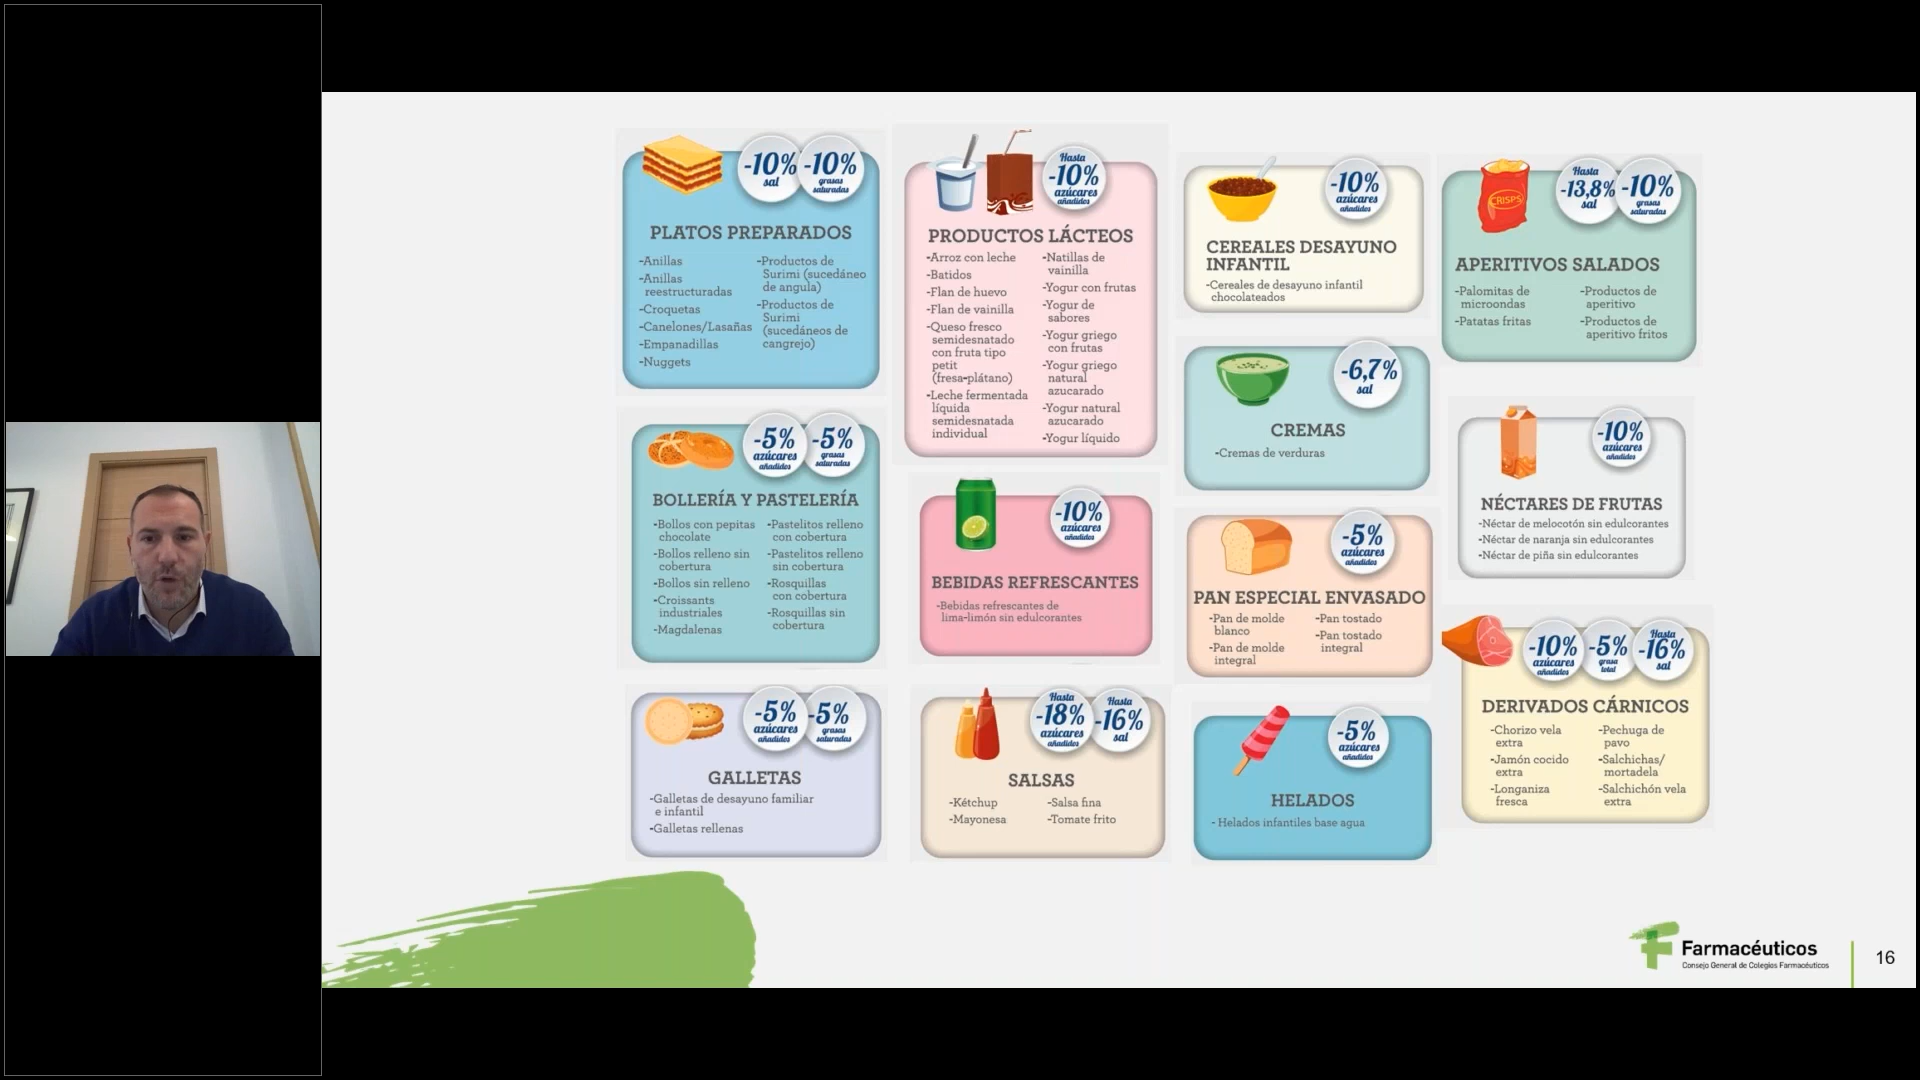 -10%
sal
-10%
grasas
saturadas
PLATOS PREPARADOS
-Anillas
-Anillas
reestructuradas
-Croquetas
-Canelones/Lasañas
-Empanadillas
-Nuggets
-Productos de
Surimi (sucedáneo
de angula)
-Productos de
Surimi
(sucedáneos de
cangrejo)
Hasta
-10%
azúcares
añadidos
PRODUCTOS LÁCTEOS
-Arroz con leche
-Batidos
-Flan de huevo
-Flan de vainilla
-Queso fresco
semidesnatado
con fruta tipo
petit
(fresa-plátano)
-Leche fermentada
líquida
semidesnatada
individual
-Natillas de
vainilla
-Yogur con frutas
-Yogur de
sabores
-Yogur griego
con frutas
-Yogur griego
natural
azucarado
-Yogur natural
azucarado
-Yogur líquido
-10%
azúcares
añadidos
CEREALES DESAYUNO
INFANTIL
-Cereales de desayuno infantil
chocolateados
CRISPS
Hasta
-13,8%
sal
-10%
grasas
saturadas
APERITIVOS SALADOS
-Palomitas de
microondas
-Patatas fritas
-Productos de
aperitivo
-Productos de
aperitivo fritos
-6,7%
sal
CREMAS
-Cremas de verduras
-10%
azúcares
añadidos
NÉCTARES DE FRUTAS
-Néctar de melocotón sin edulcorantes
-Néctar de naranja sin edulcorantes
-Néctar de piña sin edulcorantes
-5%
azúcares
añadidos
-5%
grasas
saturadas
BOLLERÍA Y PASTELERÍA
-Bollos con pepitas
chocolate
-Bollos relleno sin
cobertura
-Bollos sin relleno
-Croissants
industriales
-Magdalenas
-Pastelitos relleno
con cobertura
-Pastelitos relleno
sin cobertura
-Rosquillas
con cobertura
-Rosquillas sin
cobertura
-10%
azúcares
añadidos
BEBIDAS REFRESCANTES
-Bebidas refrescantes de
lima-limón sin edulcorantes
-5%
azúcares
añadidos
PAN ESPECIAL ENVASADO
-Pan de molde
blanco
-Pan de molde
integral
-Pan tostado
-Pan tostado
integral
-10%
azúcares
añadidos
-5%
grasa
total
Hasta
-16%
sal
DERIVADOS CÁRNICOS
-Chorizo vela
extra
-Jamón cocido
extra
-Longaniza
fresca
-Pechuga de
pavo
-Salchichas/
mortadela
-Salchichón vela
extra
-5%
azúcares
añadidos
-5%
grasas
saturadas
GALLETAS
-Galletas de desayuno familiar
e infantil
-Galletas rellenas
Hasta
-18%
azúcares
añadidos
Hasta
-16%
sal
SALSAS
-Kétchup
-Mayonesa
-Salsa fina
-Tomate frito
-5%
azúcares
añadidos
HELADOS
- Helados infantiles base agua
Farmacéuticos
Consejo General de Colegios Farmacéuticos
16